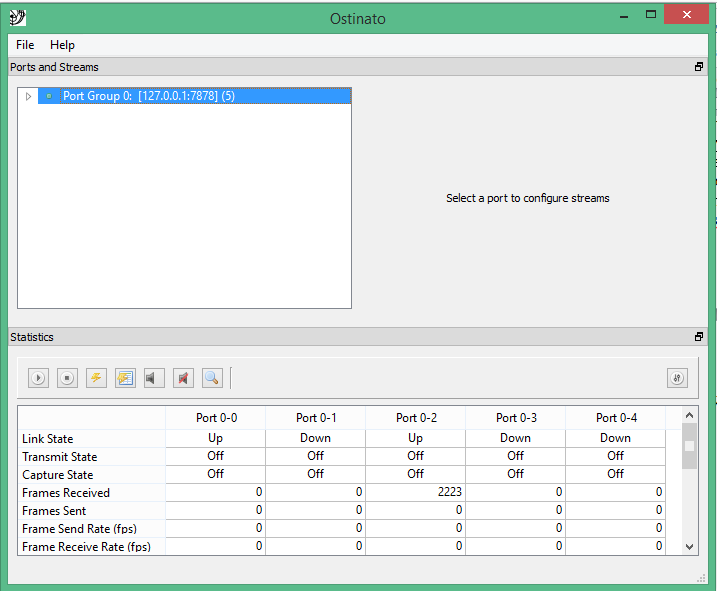 Ostinato
File Help
Ports and Streams
Port Group 0: [127.0.0.1:7878] (5)
Select a port to configure streams
Statistics
Port 0-0 Port 0-1 Port 0-2 Port 0-3 Port 0-4
Link State Up Down Up Down Down
Transmit State Off Off Off Off Off
Capture State Off Off Off Off Off
Frames Received 0 0 2223 0 0
Frames Sent 0 0 0 0 0
Frame Send Rate (fps) 0 0 0 0 0
Frame Receive Rate (fps) 0 0 0 0 0